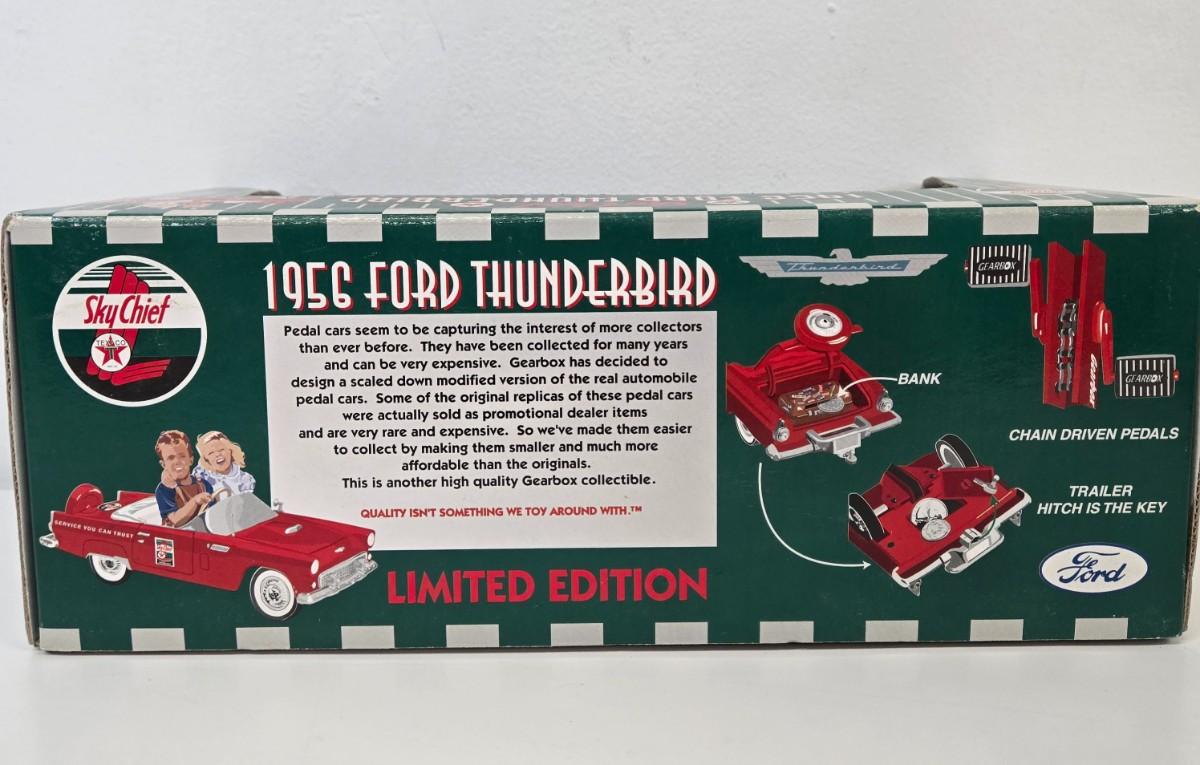 1956 FORD THUNDERBIRD
Sky Chief
TEXACO
T
Pedal cars seem to be capturing the interest of more collectors
than ever before. They have been collected for many years
and can be very expensive. Gearbox has decided to
design a scaled down modified version of the real automobile
pedal cars. Some of the original replicas of these pedal cars
were actually sold as promotional dealer items
and are very rare and expensive. So we've made them easier
to collect by making them smaller and much more
affordable than the originals.
This is another high quality Gearbox collectible.
QUALITY ISN'T SOMETHING WE TOY AROUND WITH.™
LIMITED EDITION
SERVICE YOU CAN TRUST
Thunderbird
BANK
GEARBOX
GEARBOX
CHAIN DRIVEN PEDALS
TRAILER
HITCH IS THE KEY
Ford